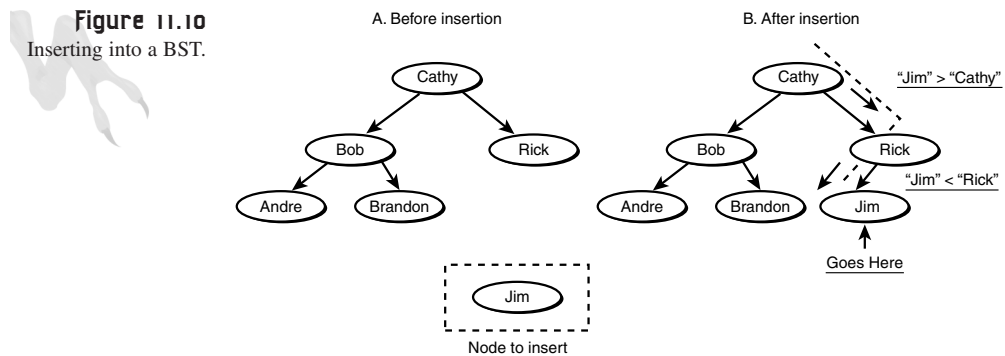 Figure 11.10
Inserting into a BST.
A. Before insertion
Cathy
Bob
Rick
Andre
Brandon
B. After insertion
Cathy
"Jim" > "Cathy"
Bob
Rick
"Jim" < "Rick"
Andre
Brandon
Jim
Goes Here
Jim
Node to insert